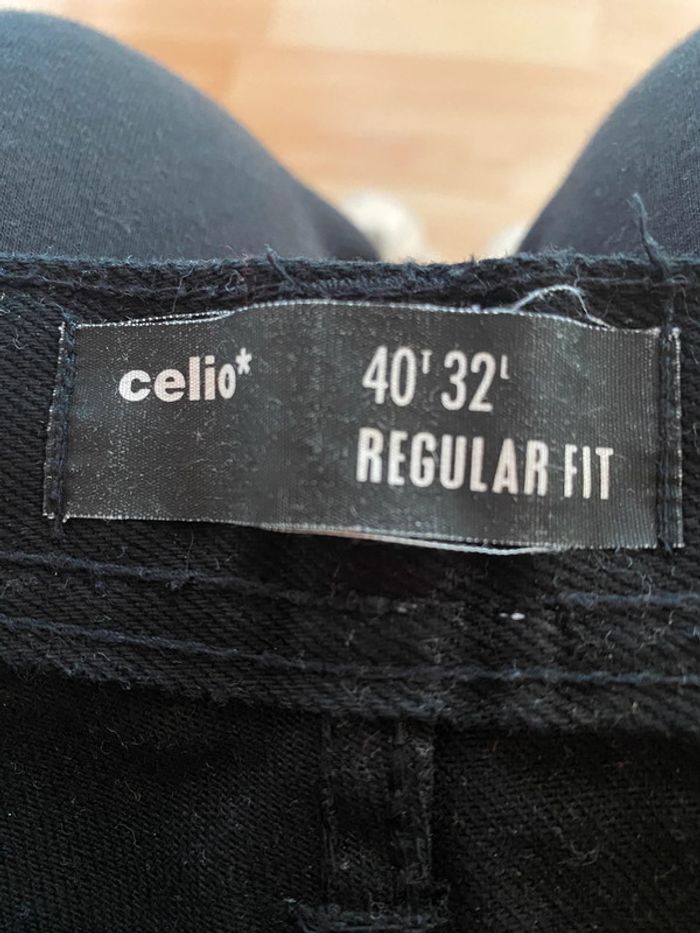 celio*
40ᵀ 32ᴸ
REGULAR FIT